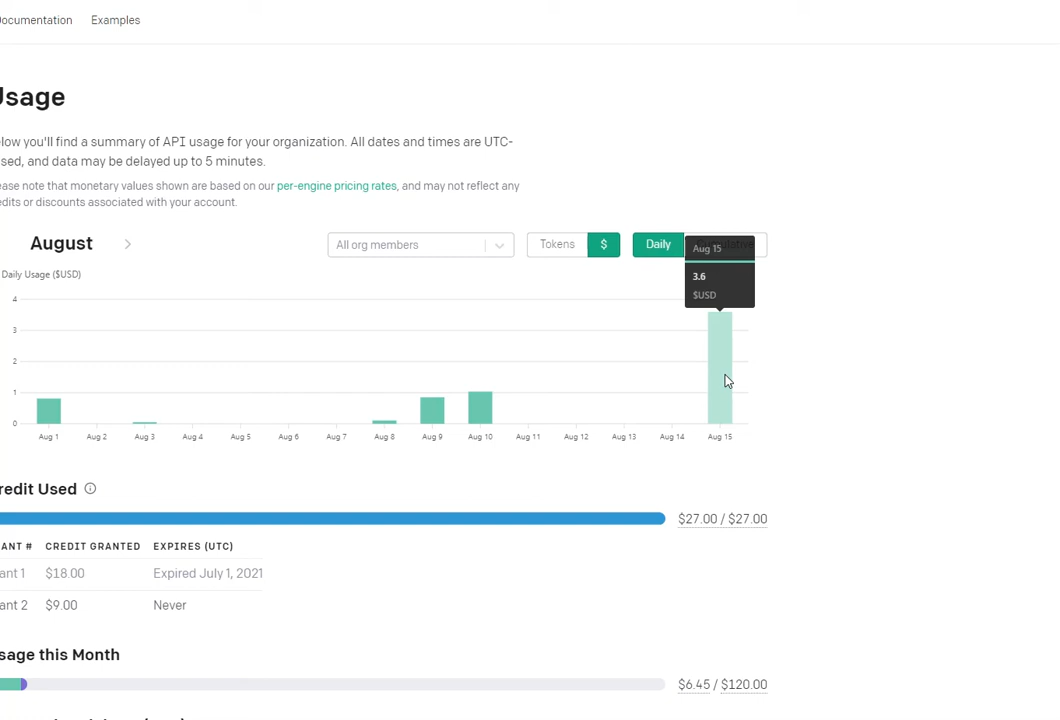 ocumentation Examples
Usage
low you'll find a summary of API usage for your organization. All dates and times are UTC-
sed, and data may be delayed up to 5 minutes.
ease note that monetary values shown are based on our per-engine pricing rates, and may not reflect any
edits or discounts associated with your account.
August
All org members
Tokens $ Daily
Aug 15
3.6
$USD
Daily Usage ($USD)
4
3
2
1
0
Aug 1 Aug 2 Aug 3 Aug 4 Aug 5 Aug 6 Aug 7 Aug 8 Aug 9 Aug 10 Aug 11 Aug 12 Aug 13 Aug 14 Aug 15
redit Used
$27.00 / $27.00
ANT # CREDIT GRANTED EXPIRES (UTC)
ant 1 $18.00 Expired July 1, 2021
ant 2 $9.00 Never
sage this Month
$6.45 / $120.00